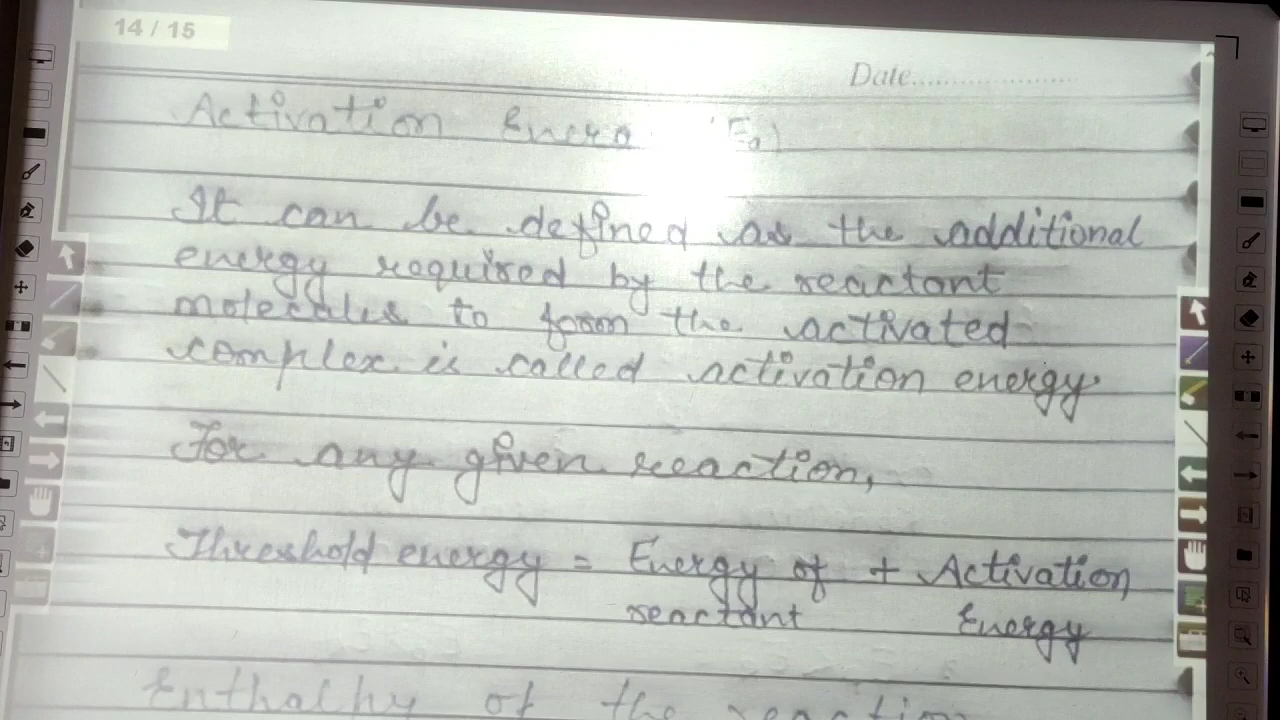 14 / 15
Date....................
Activation
It can be defined as the additional
energy required by the reactant
molecules to form the activated
complex is called activation energy.
For any given reaction,
Threshold energy = Energy of + Activation
reactant Energy
Enthalpy of the reaction